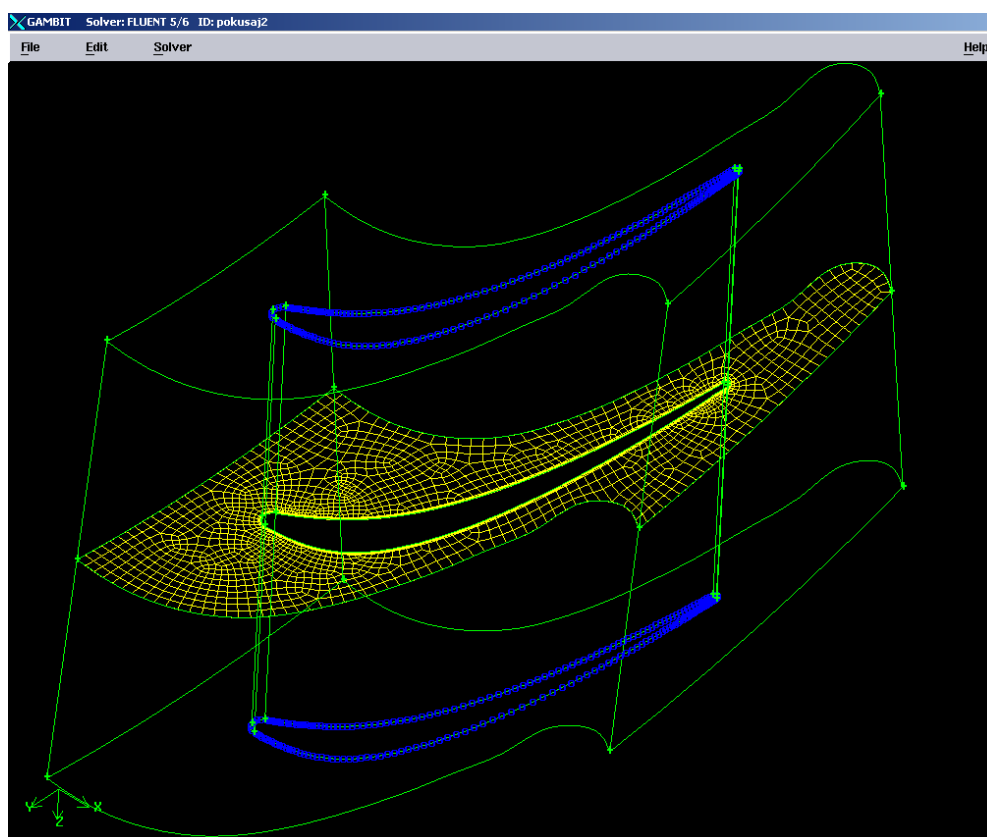 GAMBIT Solver: FLUENT 5/6 ID: pokusaj2
File Edit Solver Help
Y X
Z